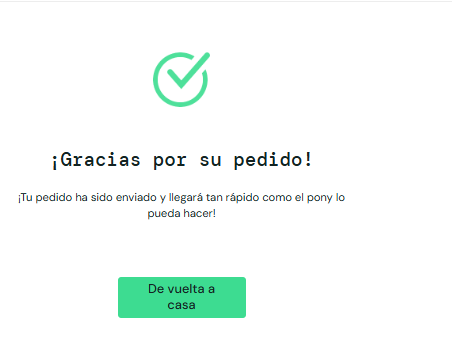 ¡Gracias por su pedido!
¡Tu pedido ha sido enviado y llegará tan rápido como el pony lo
pueda hacer!
De vuelta a
casa